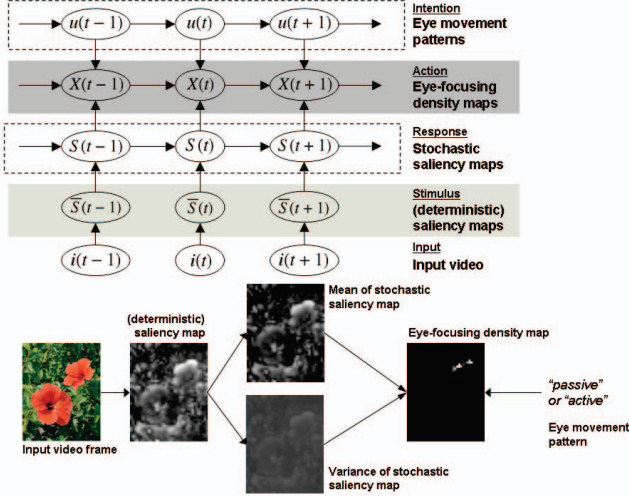 u(t − 1) u(t) u(t + 1)
Intention
Eye movement
patterns
X(t − 1) X(t) X(t + 1)
Action
Eye-focusing
density maps
S(t − 1) S(t) S(t + 1)
Response
Stochastic
saliency maps
S̅(t − 1) S̅(t) S̅(t + 1)
Stimulus
(deterministic)
saliency maps
i(t − 1) i(t) i(t + 1)
Input
Input video
Mean of stochastic
saliency map
(deterministic)
saliency map
Eye-focusing density map
"passive"
or "active"
Eye movement
pattern
Input video frame
Variance of stochastic
saliency map